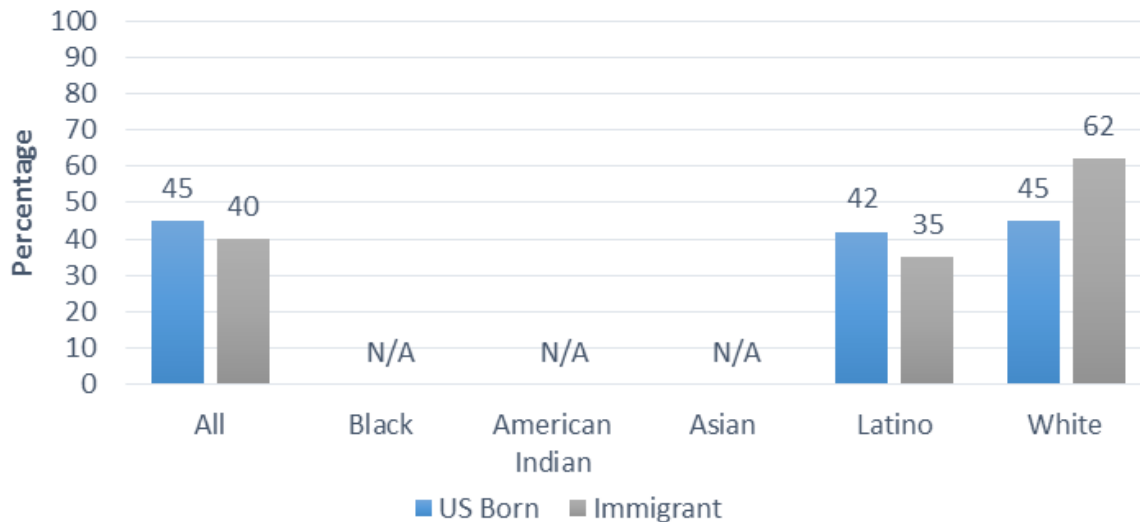 100
90
80
70
60
50
40
30
20
10
0
Percentage
45
40
N/A
N/A
N/A
42
35
45
62
All
Black
American
Indian
Asian
Latino
White
US Born
Immigrant